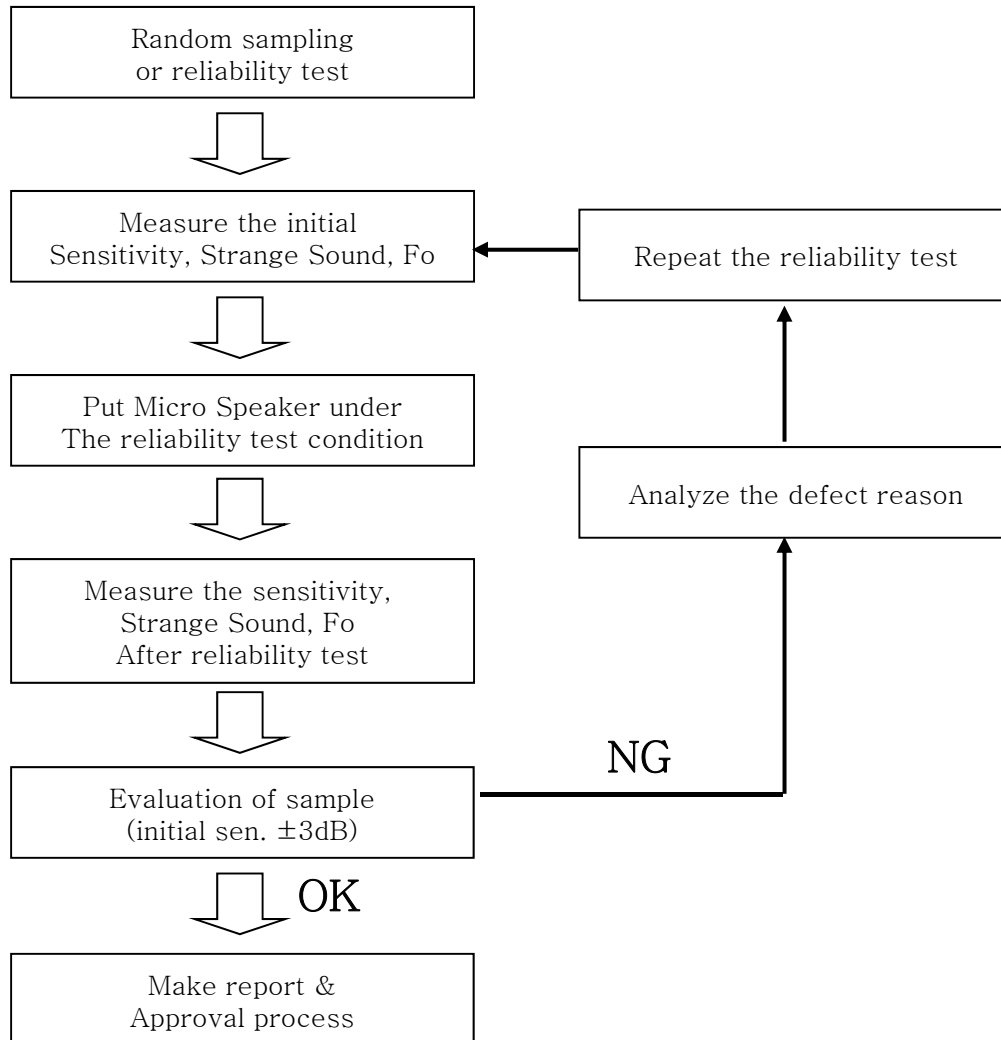 Random sampling
or reliability test
Measure the initial
Sensitivity, Strange Sound, Fo
Repeat the reliability test
Put Micro Speaker under
The reliability test condition
Analyze the defect reason
Measure the sensitivity,
Strange Sound, Fo
After reliability test
NG
Evaluation of sample
(initial sen. ±3dB)
OK
Make report &
Approval process